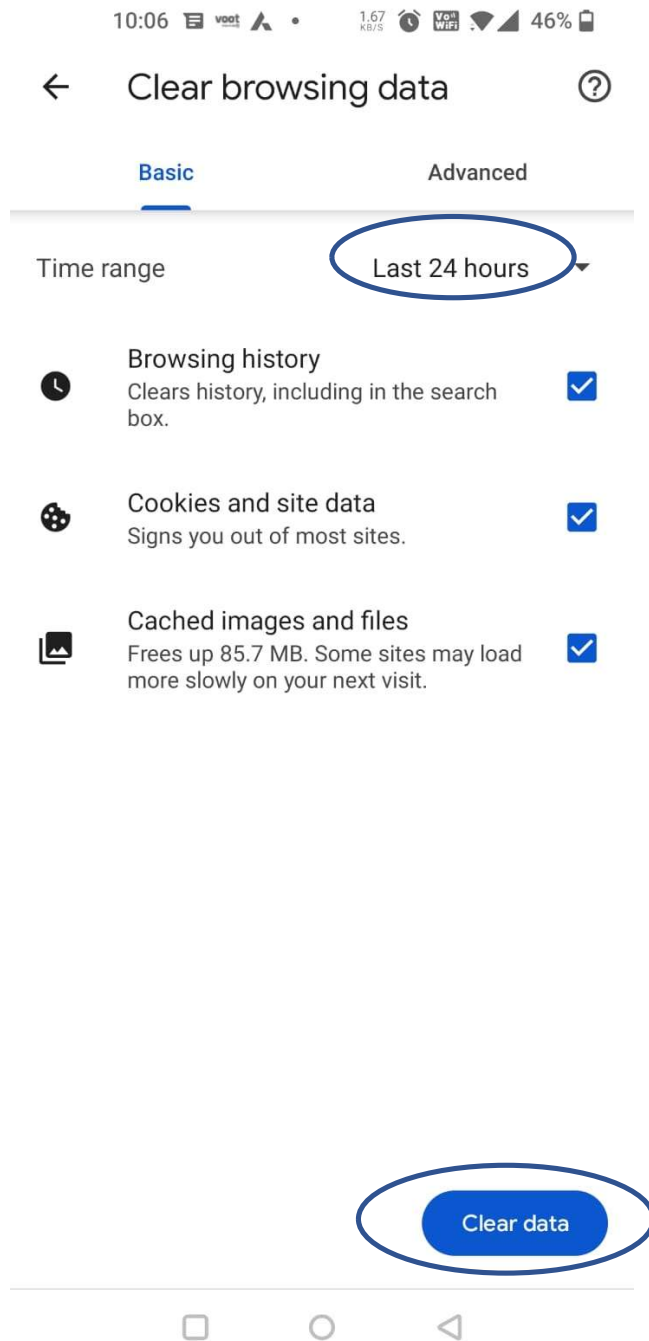 10:06 voot 1.67 KB/S Vo WiFi 46%
Clear browsing data
Basic Advanced
Time range Last 24 hours
Browsing history
Clears history, including in the search
box.
Cookies and site data
Signs you out of most sites.
Cached images and files
Frees up 85.7 MB. Some sites may load
more slowly on your next visit.
Clear data